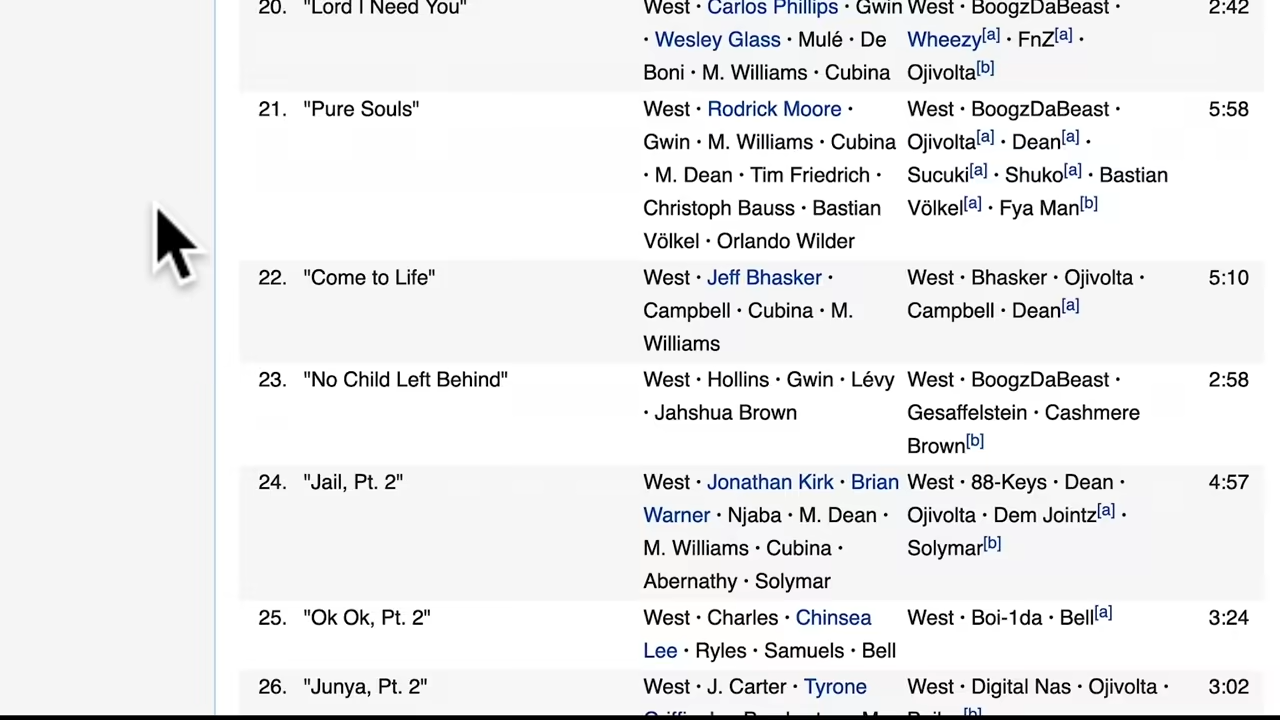 20. "Lord I Need You" West · Carlos Phillips · Gwin West · BoogzDaBeast · 2:42
· Wesley Glass · Mulé · De Wheezy[a] · FnZ[a] ·
Boni · M. Williams · Cubina Ojivolta[b]
21. "Pure Souls" West · Rodrick Moore · West · BoogzDaBeast · 5:58
Gwin · M. Williams · Cubina Ojivolta[a] · Dean[a] ·
· M. Dean · Tim Friedrich · Sucuki[a] · Shuko[a] · Bastian
Christoph Bauss · Bastian Völkel[a] · Fya Man[b]
Völkel · Orlando Wilder
22. "Come to Life" West · Jeff Bhasker · West · Bhasker · Ojivolta · 5:10
Campbell · Cubina · M. Campbell · Dean[a]
Williams
23. "No Child Left Behind" West · Hollins · Gwin · Lévy West · BoogzDaBeast · 2:58
· Jahshua Brown Gesaffelstein · Cashmere
Brown[b]
24. "Jail, Pt. 2" West · Jonathan Kirk · Brian West · 88-Keys · Dean · 4:57
Warner · Njaba · M. Dean · Ojivolta · Dem Jointz[a] ·
M. Williams · Cubina · Solymar[b]
Abernathy · Solymar
25. "Ok Ok, Pt. 2" West · Charles · Chinsea West · Boi-1da · Bell[a] 3:24
Lee · Ryles · Samuels · Bell
26. "Junya, Pt. 2" West · J. Carter · Tyrone West · Digital Nas · Ojivolta · 3:02